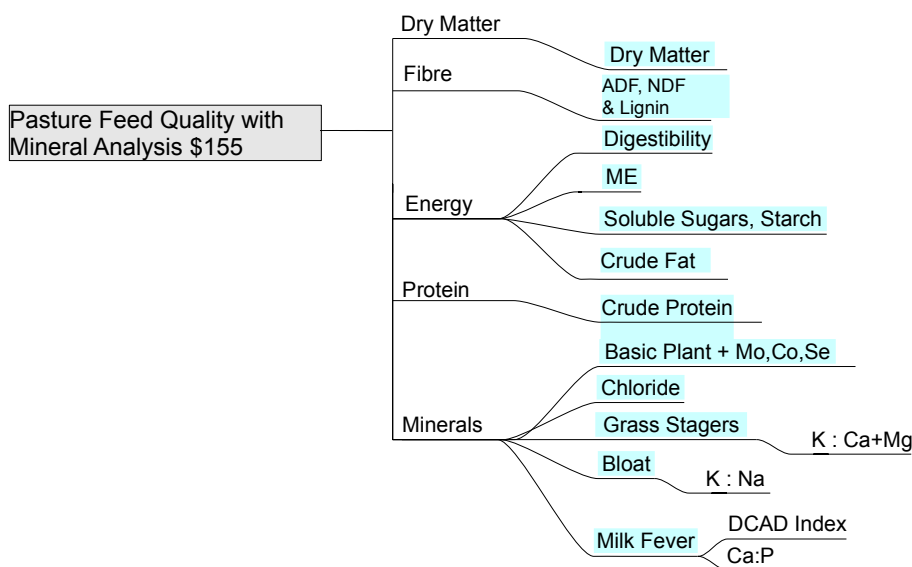 Pasture Feed Quality with
Mineral Analysis $155
Dry Matter
Dry Matter
Fibre
ADF, NDF
& Lignin
Energy
Digestibility
ME
Soluble Sugars, Starch
Crude Fat
Protein
Crude Protein
Minerals
Basic Plant + Mo,Co,Se
Chloride
Grass Stagers
K : Ca+Mg
Bloat
K : Na
Milk Fever
DCAD Index
Ca:P